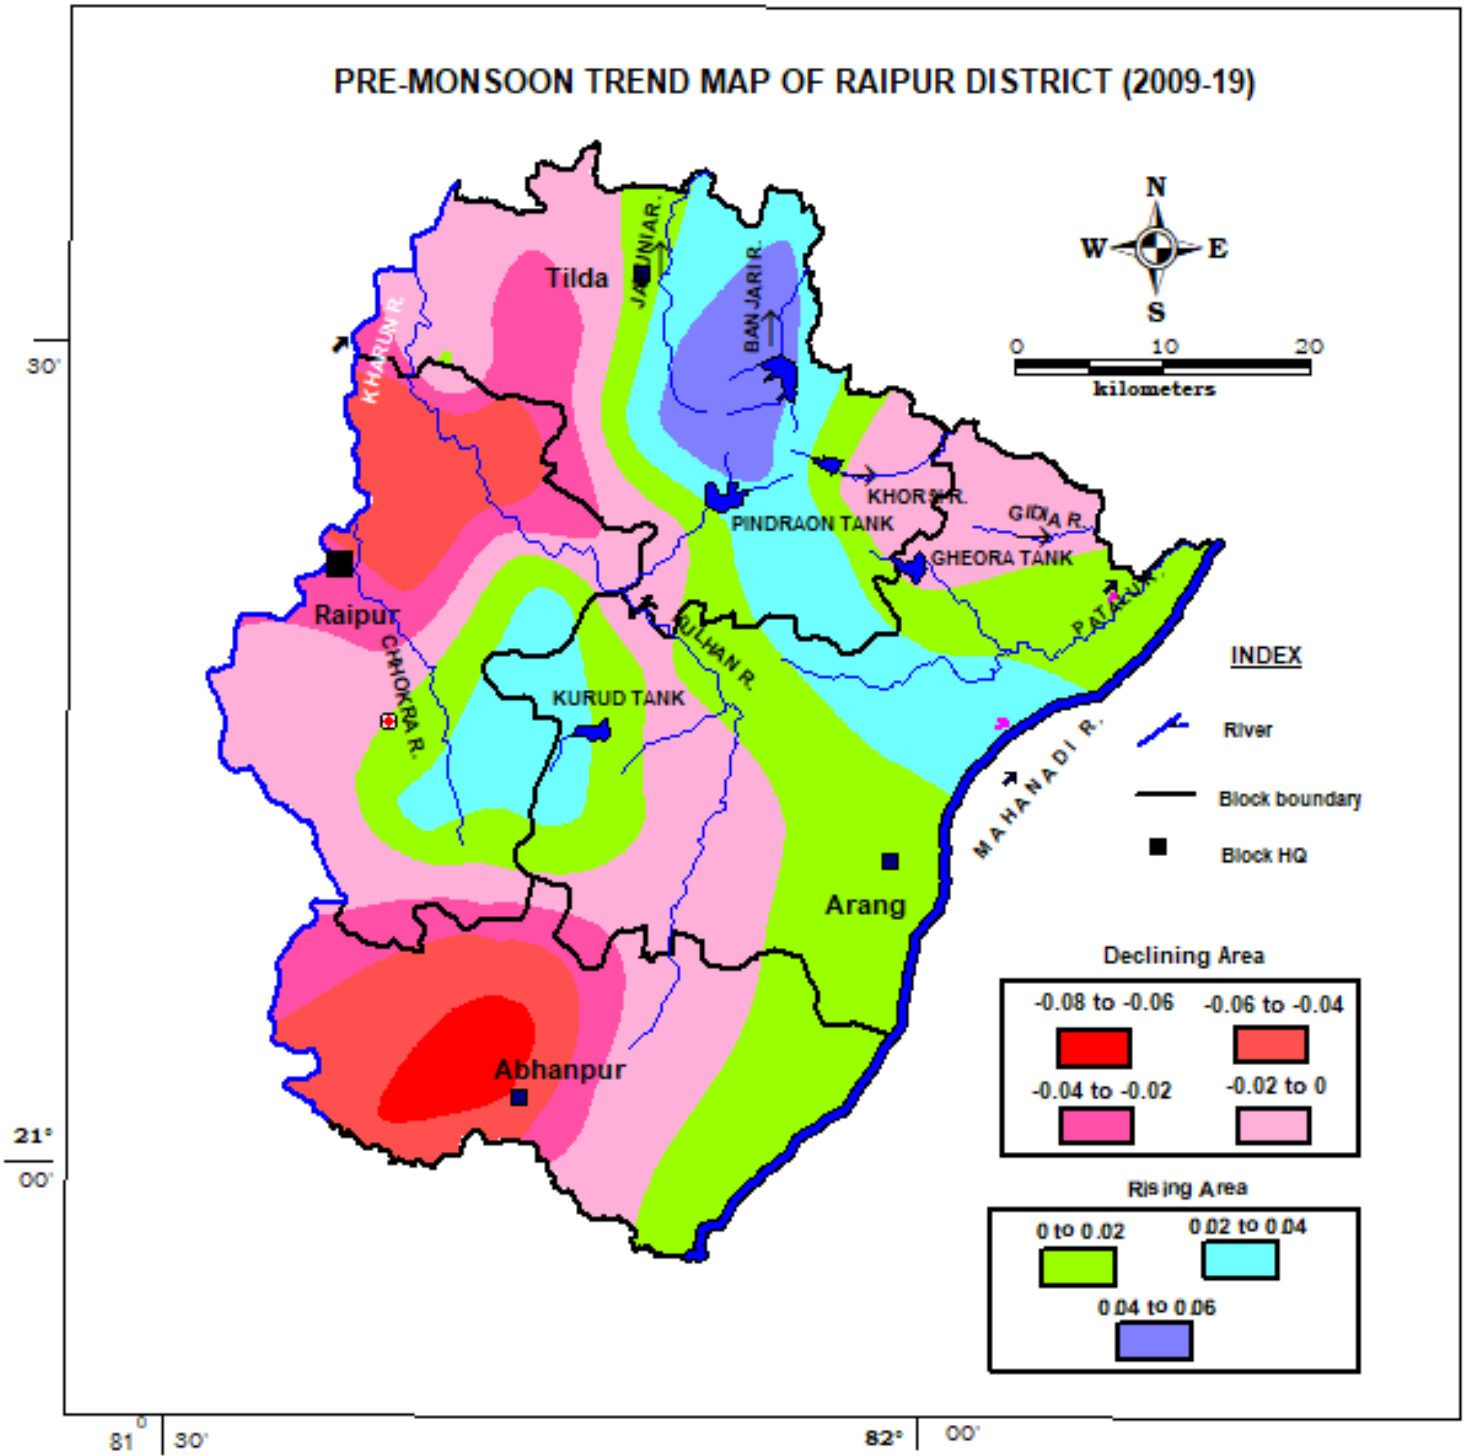 PRE-MONSOON TREND MAP OF RAIPUR DISTRICT (2009-19)
N
W E
S
0 10 20
kilometers
30'
Tilda
BANJARI R.
KHARUN R.
KHORSI R.
GIDIA R.
PINDRAON TANK
GHEORA TANK
Raipur
KULHAN R.
CHHOKRA R.
KURUD TANK
MAHANADI R.
Arang
Abhanpur
INDEX
River
Block boundary
Block HQ
Declining Area
-0.08 to -0.06 -0.06 to -0.04
-0.04 to -0.02 -0.02 to 0
Rising Area
0 to 0.02 0.02 to 0.04
0.04 to 0.06
21°
00'
81 0 30' 82° 00'